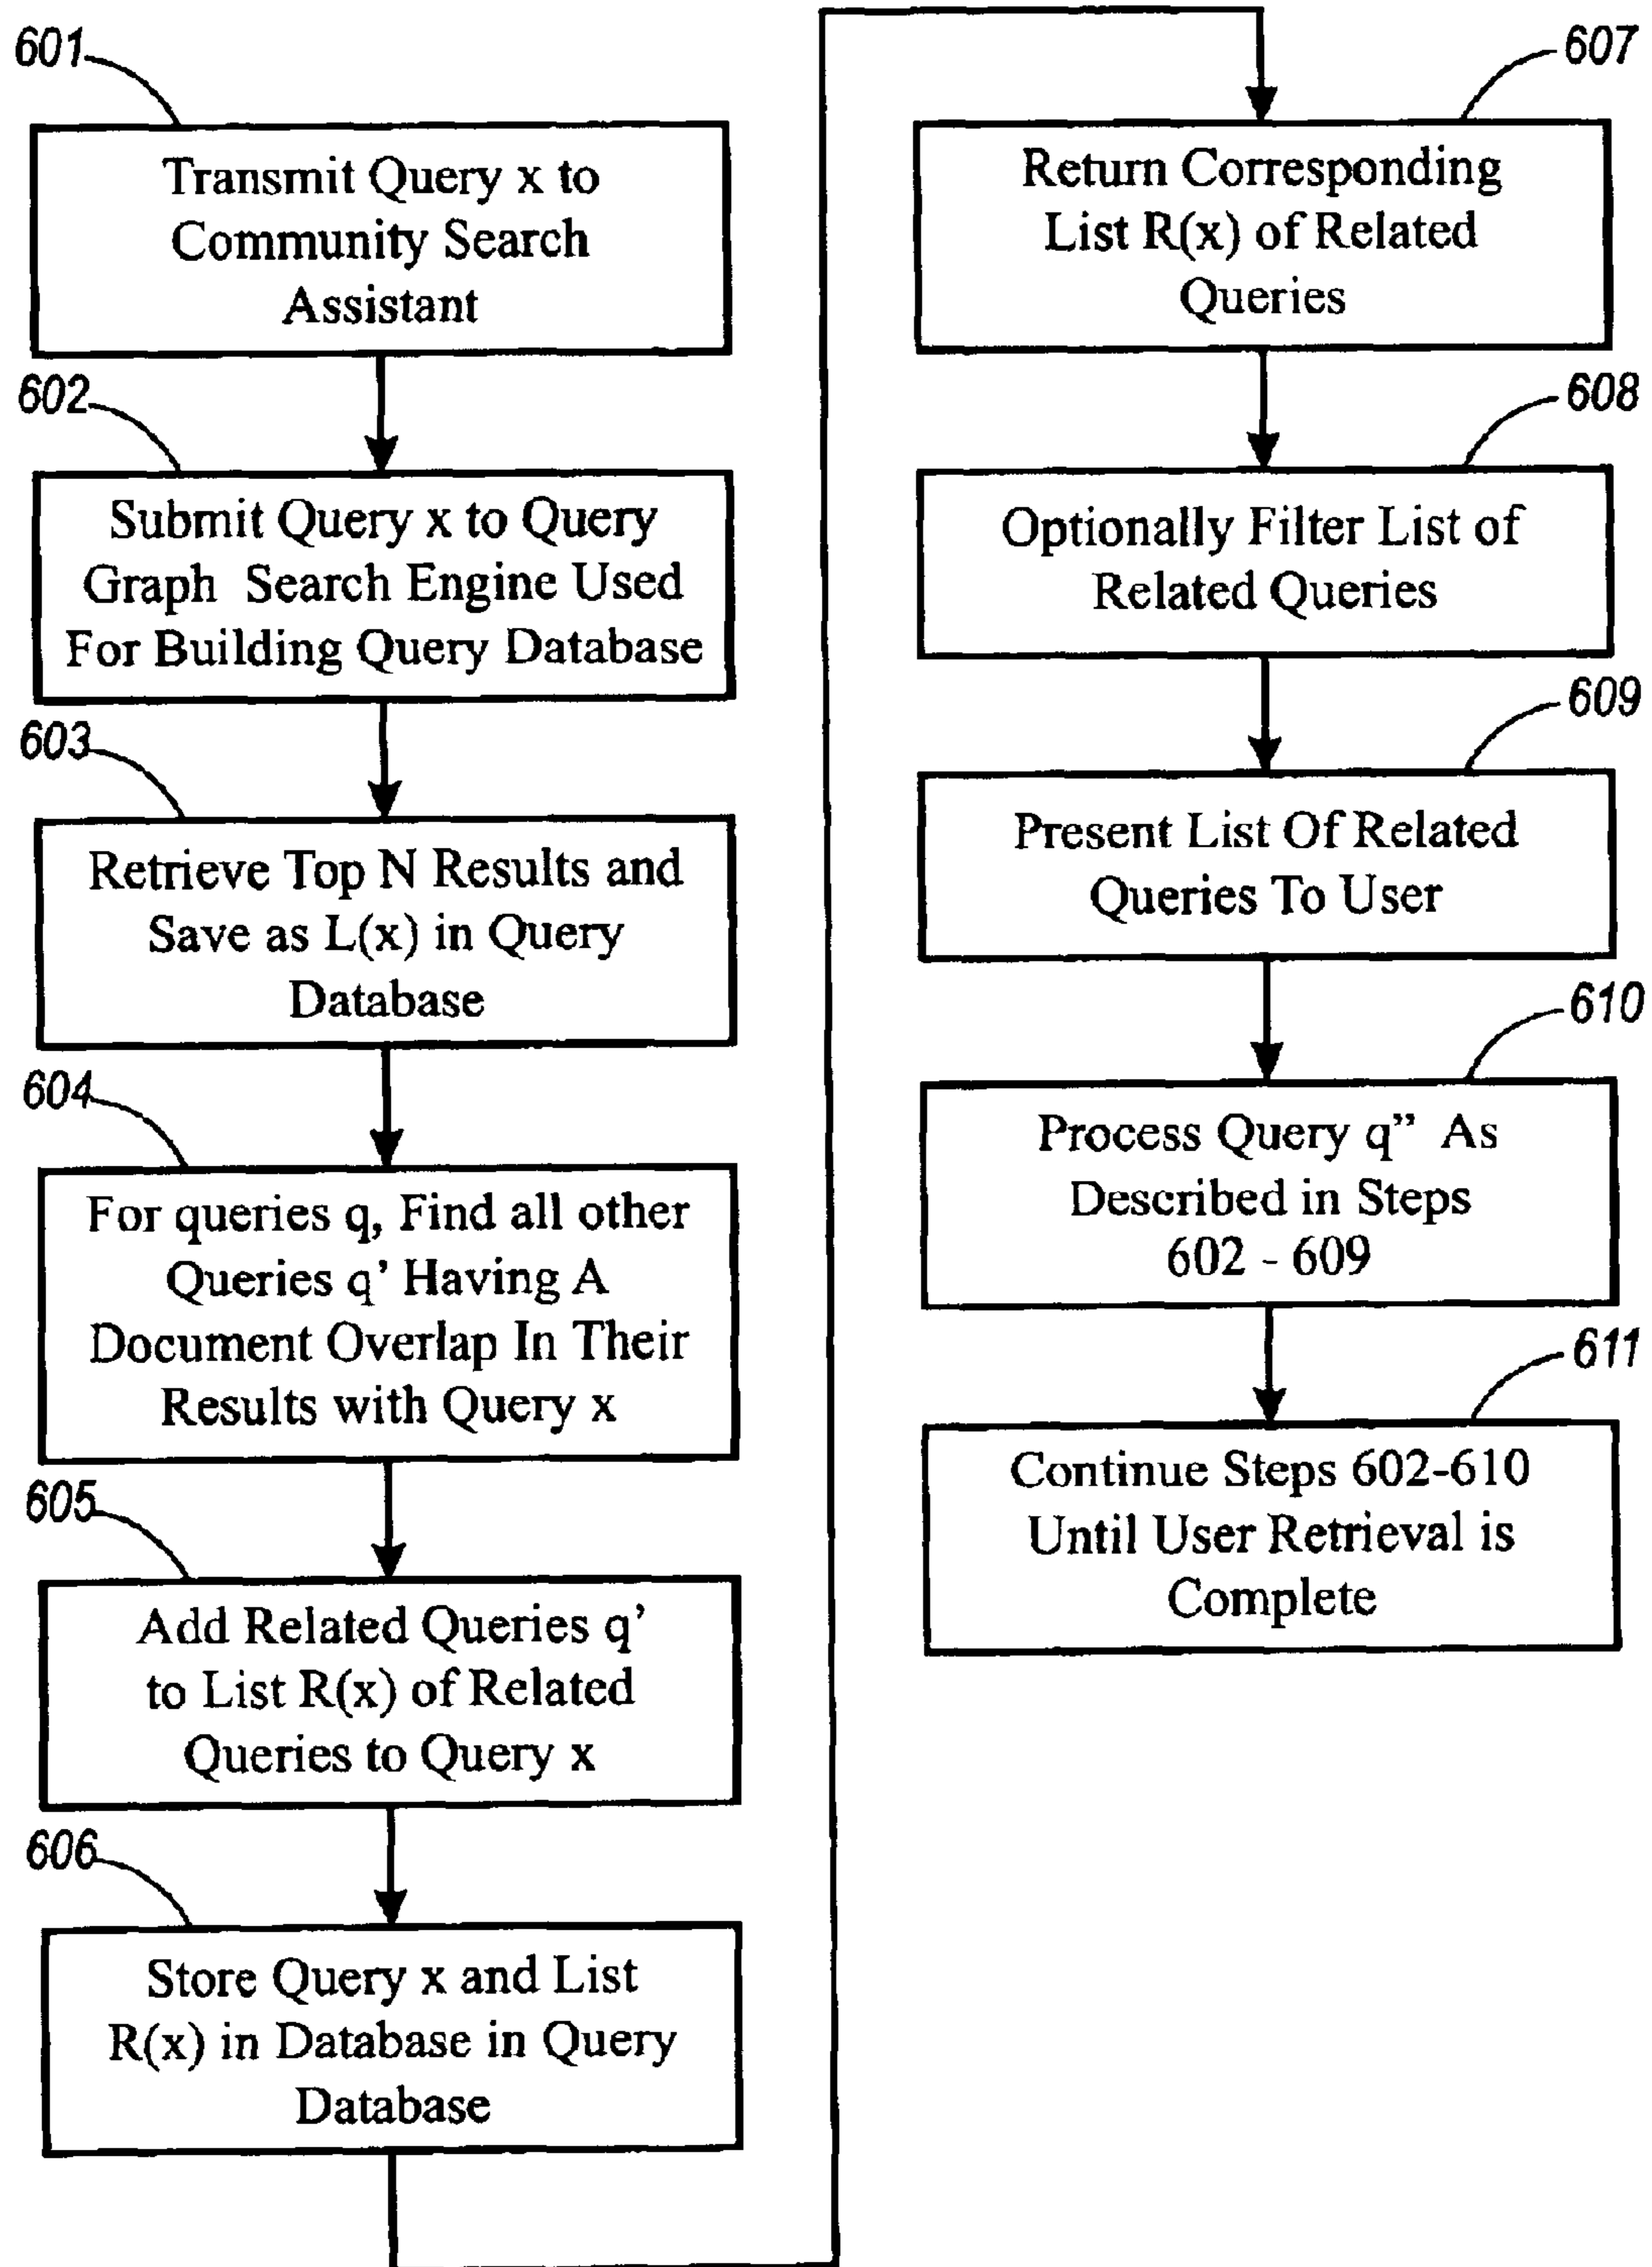 601
Transmit Query x to
Community Search
Assistant
602
Submit Query x to Query
Graph Search Engine Used
For Building Query Database
603
Retrieve Top N Results and
Save as L(x) in Query
Database
604
For queries q, Find all other
Queries q’ Having A
Document Overlap In Their
Results with Query x
605
Add Related Queries q’
to List R(x) of Related
Queries to Query x
606
Store Query x and List
R(x) in Database in Query
Database
607
Return Corresponding
List R(x) of Related
Queries
608
Optionally Filter List of
Related Queries
609
Present List Of Related
Queries To User
610
Process Query q” As
Described in Steps
602 - 609
611
Continue Steps 602-610
Until User Retrieval is
Complete